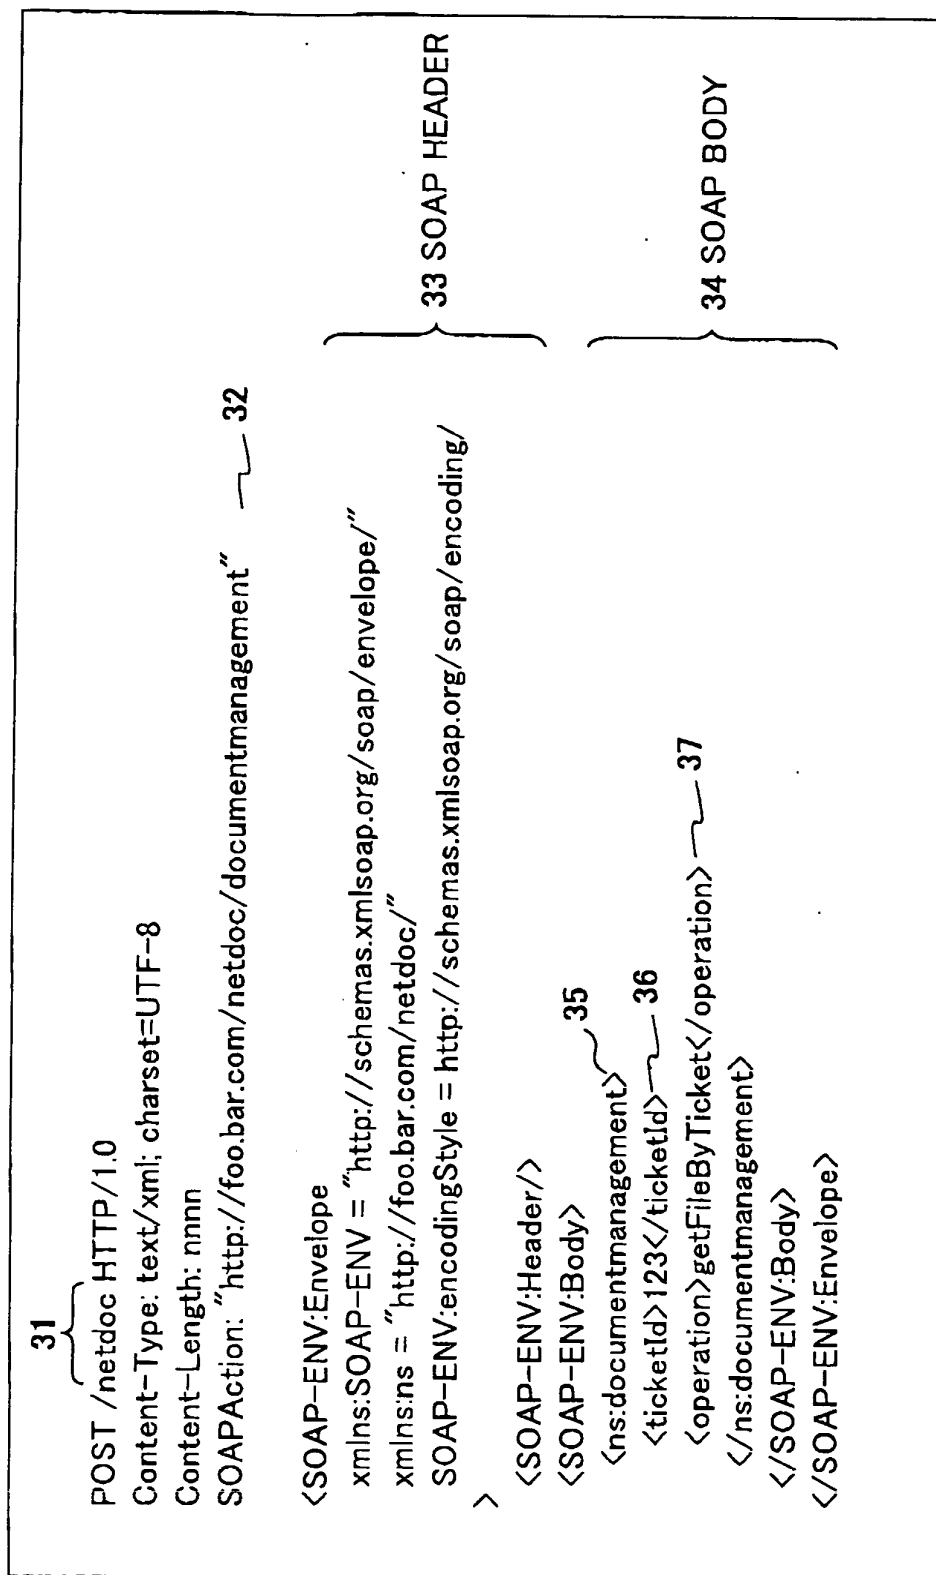 31
POST /netdoc HTTP/1.0
Content-Type: text/xml; charset=UTF-8
Content-Length: nnnn
SOAPAction: "http://foo.bar.com/netdoc/documentmanagement" 32
<SOAP-ENV:Envelope
xmlns:SOAP-ENV = "http://schemas.xmlsoap.org/soap/envelope/"
xmlns:ns = "http://foo.bar.com/netdoc/"
SOAP-ENV:encodingStyle = http://schemas.xmlsoap.org/soap/encoding/
>
33 SOAP HEADER
<SOAP-ENV:Header/>
<SOAP-ENV:Body>
<ns:documentmanagement> 35
<ticketId>123</ticketId> 36
<operation>getFileByTicket</operation> 37
</ns:documentmanagement>
</SOAP-ENV:Body>
</SOAP-ENV:Envelope>
34 SOAP BODY